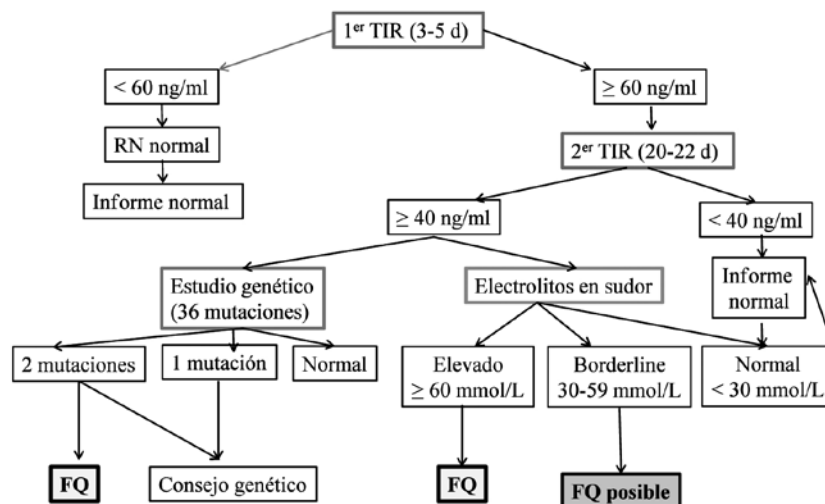 1er TIR (3-5 d)
< 60 ng/ml
≥ 60 ng/ml
RN normal
2er TIR (20-22 d)
Informe normal
≥ 40 ng/ml
< 40 ng/ml
Estudio genético
(36 mutaciones)
Electrolitos en sudor
Informe
normal
2 mutaciones
1 mutación
Normal
Elevado
≥ 60 mmol/L
Borderline
30-59 mmol/L
Normal
< 30 mmol/L
FQ
Consejo genético
FQ
FQ posible